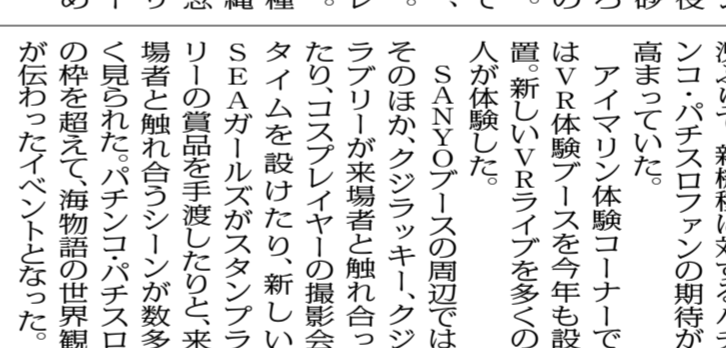 ンコ・パチスロファンの期待が
高まっていた。
アイマリン体験コーナーで
はVR体験ブースを今年も設
置。新しいVRライブを多くの
人が体験した。
SANYOブースの周辺では
そのほか、クジラッキー、クジ
ラブリーが来場者と触れ合っ
たり、コスプレイヤーの撮影会
タイムを設けたり、新しい
SEAガールズがスタンプラ
リーの賞品を手渡したりと、来
場者と触れ合うシーンが数多
く見られた。パチンコ・パチスロ
の枠を超えて、海物語の世界観
が伝わったイベントとなった。